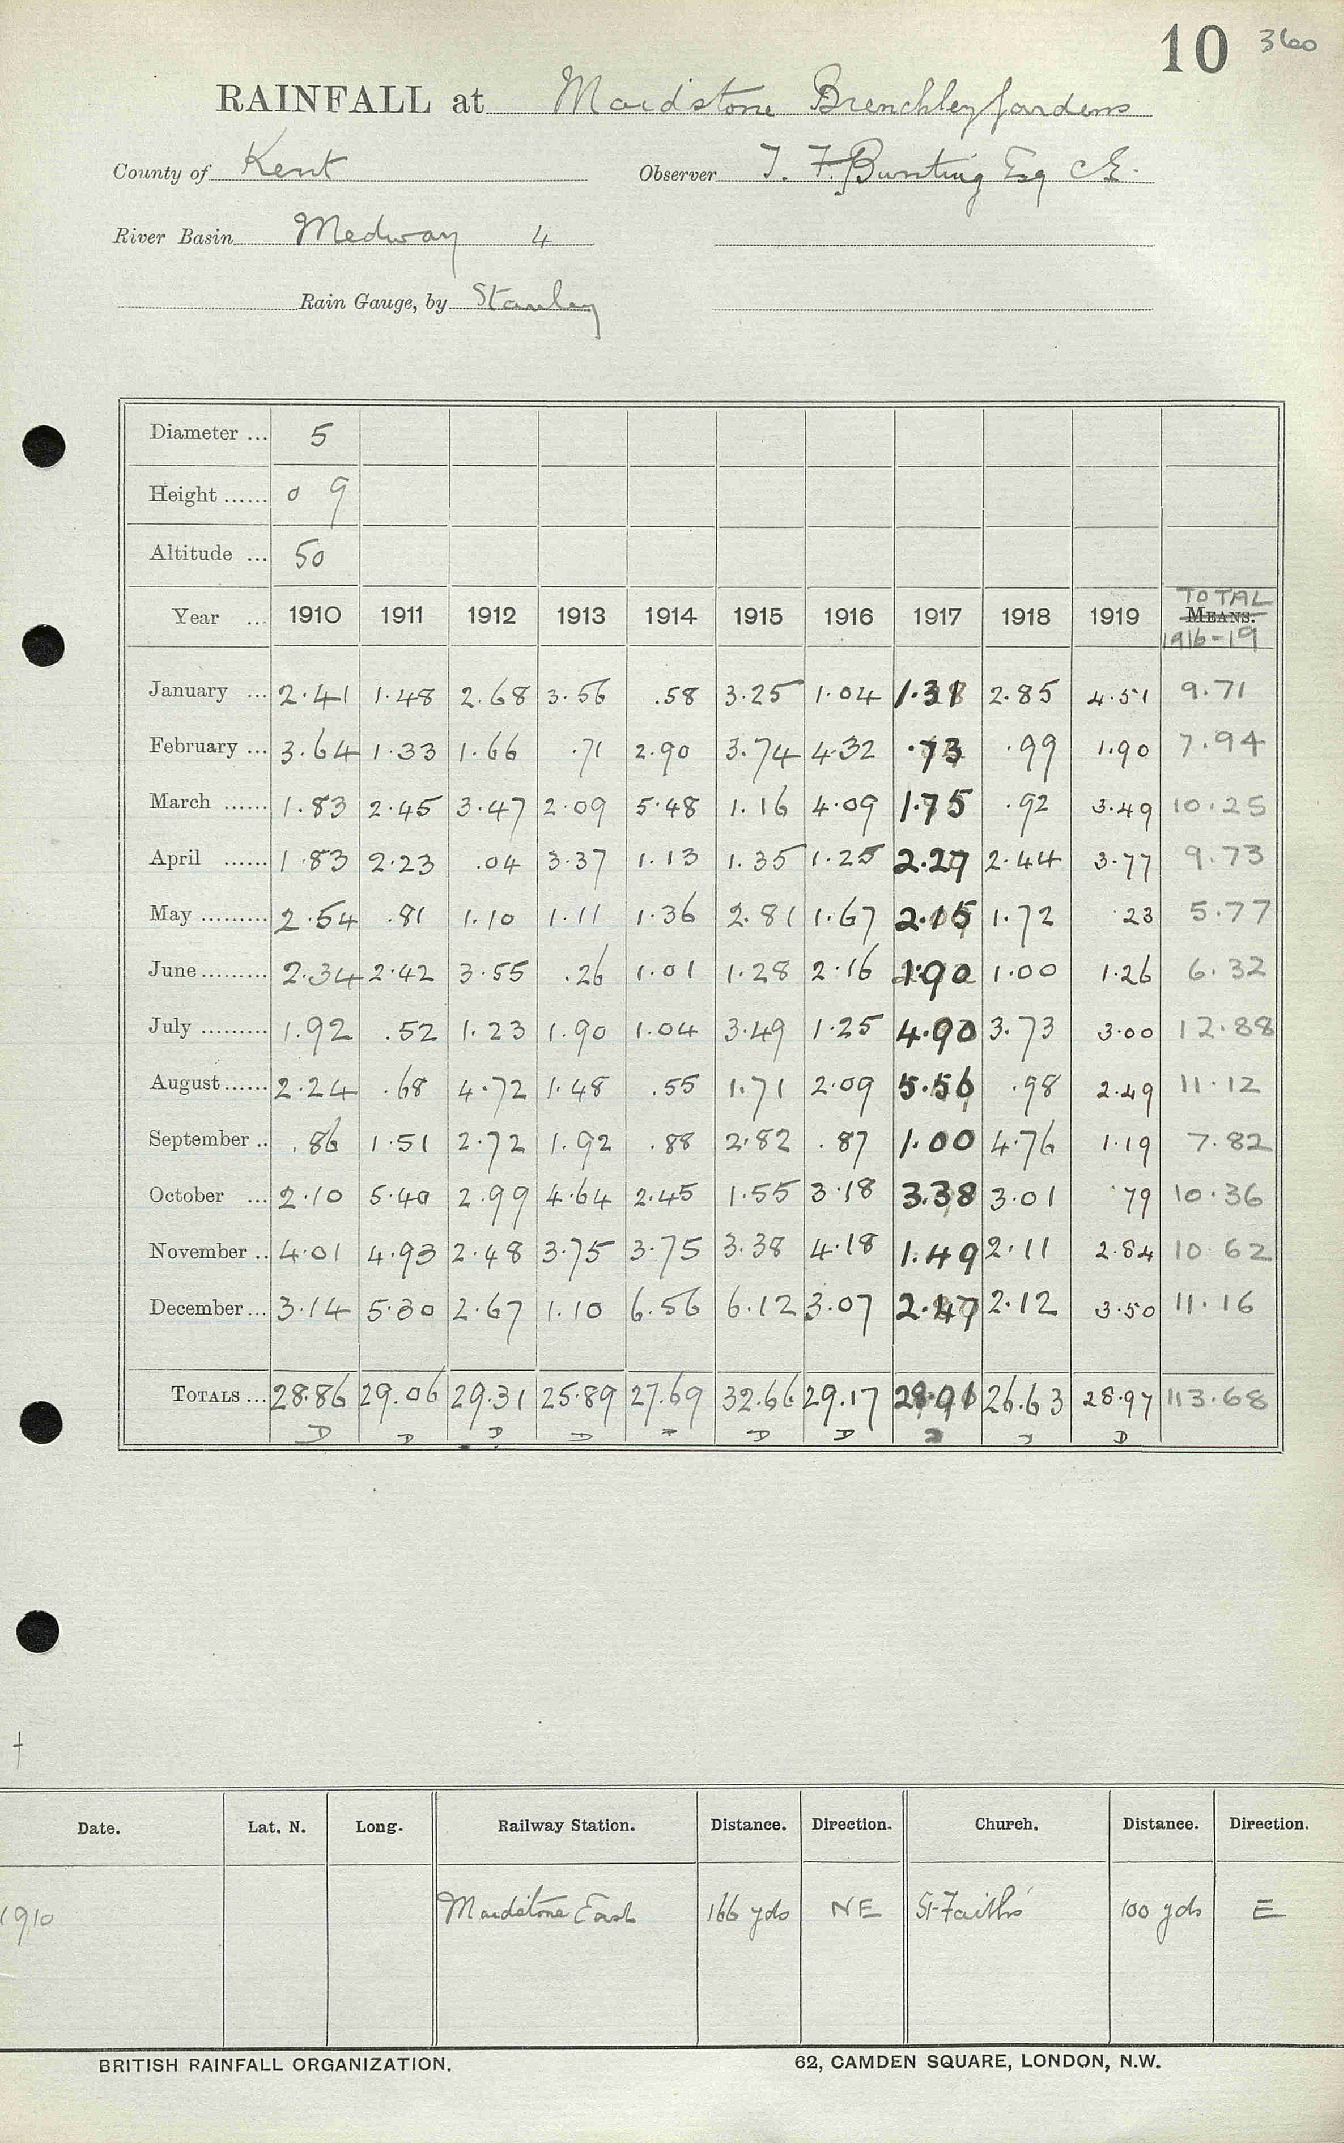 10 360
RAINFALL at Maidstone Brenchley Gardens
County of Kent Observer T. F. Bunting Esq C.E.
River Basin Medway 4
Rain Gauge, by Stanley
Diameter ... 5
Height ...... 0 9
Altitude ... 50
Year ... 1910 1911 1912 1913 1914 1915 1916 1917 1918 1919 TOTAL MEANS. 1916-19
January ... 2.41 1.48 2.68 3.56 .58 3.25 1.04 1.31 2.85 4.51 9.71
February ... 3.64 1.33 1.66 .71 2.90 3.74 4.32 .73 .99 1.90 7.94
March ...... 1.83 2.45 3.47 2.09 5.48 1.16 4.09 1.75 .92 3.49 10.25
April ...... 1.83 2.23 .04 3.37 1.13 1.35 1.25 2.27 2.44 3.77 9.73
May ......... 2.54 .81 1.10 1.11 1.36 2.81 1.67 2.15 1.72 .23 5.77
June ......... 2.34 2.42 3.55 .26 1.01 1.28 2.16 1.90 1.00 1.26 6.32
July ......... 1.92 .52 1.23 1.90 1.04 3.49 1.25 4.90 3.73 3.00 12.88
August ...... 2.24 .68 4.72 1.48 .55 1.71 2.09 5.56 .98 2.49 11.12
September .. .86 1.51 2.72 1.92 .88 2.82 .87 1.00 4.76 1.19 7.82
October ... 2.10 5.40 2.99 4.64 2.45 1.55 3.18 3.38 3.01 .79 10.36
November .. 4.01 4.93 2.48 3.75 3.75 3.38 4.18 1.49 2.11 2.84 10.62
December ... 3.14 5.30 2.67 1.10 6.56 6.12 3.07 2.47 2.12 3.50 11.16
TOTALS ... 28.86 29.06 29.31 25.89 27.69 32.66 29.17 28.91 26.63 28.97 113.68
D D D D D D D D
Date. Lat. N. Long. Railway Station. Distance. Direction. Church. Distance. Direction.
1910 Maidstone East 166 yds NE St Faiths 100 yds E
BRITISH RAINFALL ORGANIZATION. 62, CAMDEN SQUARE, LONDON, N.W.